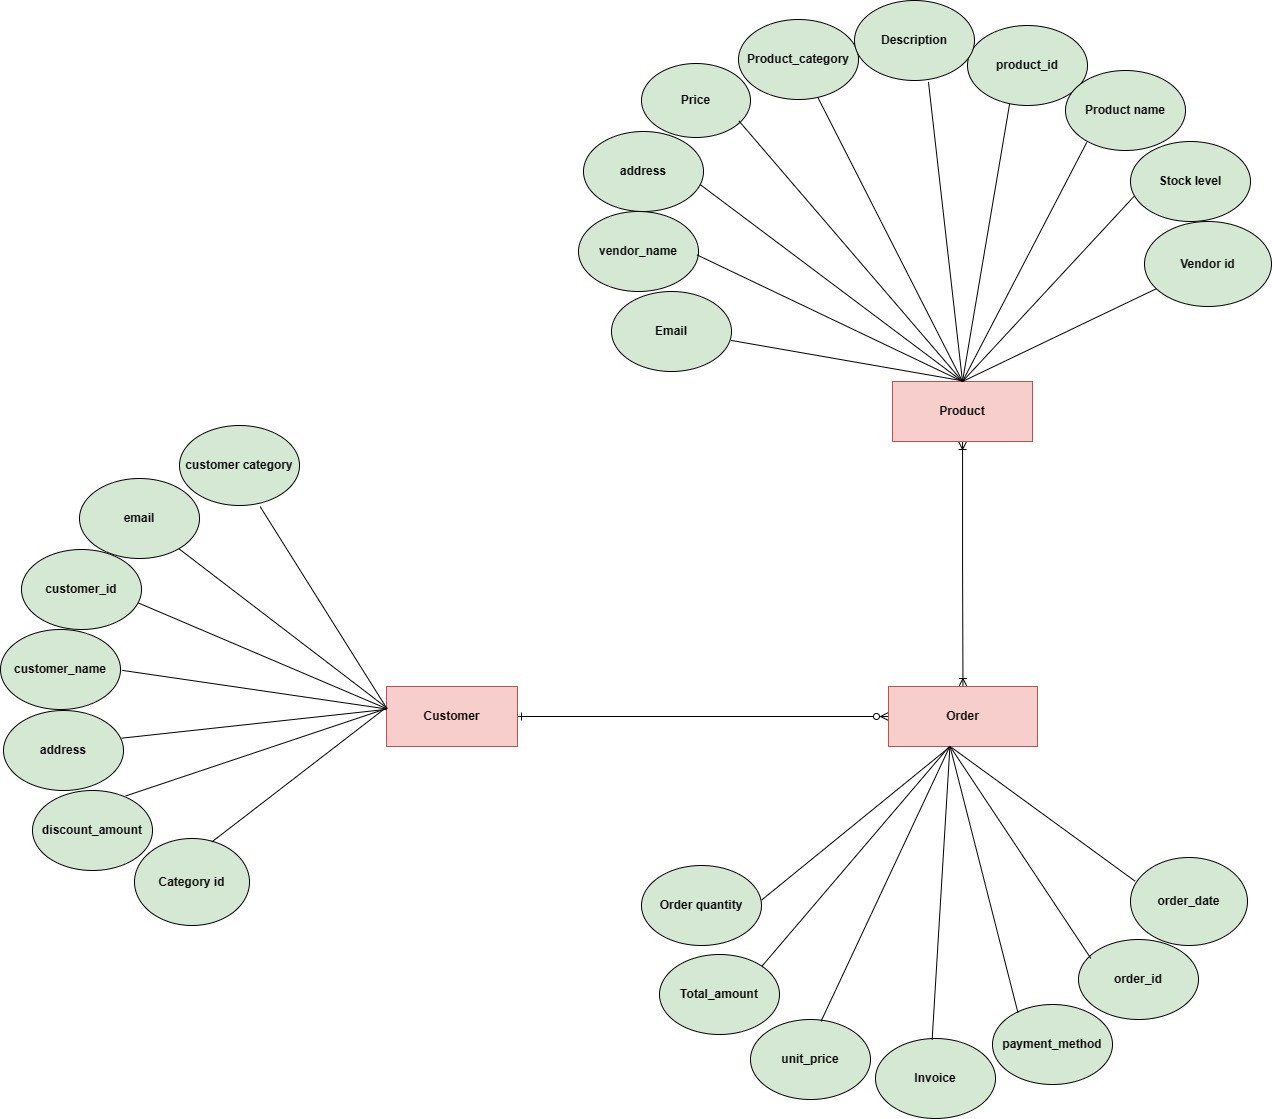 Description
Product_category
product_id
Price
Product name
address
Stock level
vendor_name
Vendor id
Email
Product
customer category
email
customer_id
customer_name
address
discount_amount
Category id
Customer
Order
Order quantity
order_date
Total_amount
order_id
unit_price
payment_method
Invoice